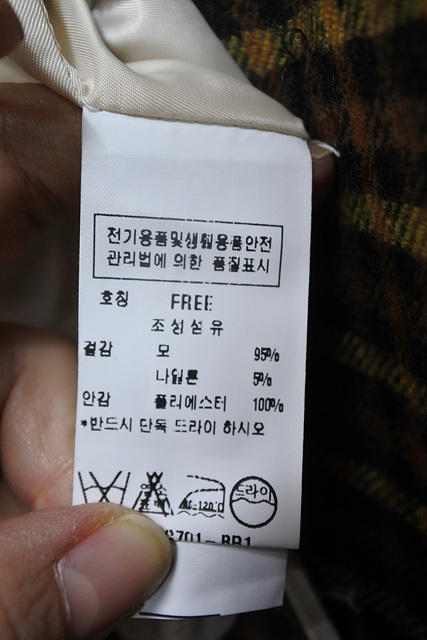 전기용품및생활용품안전
관리법에 의한 품질표시
호칭 FREE
조성섬유
겉감 모 95%
나일론 5%
안감 폴리에스터 100%
*반드시 단독 드라이 하시오
드라이
701-BR1